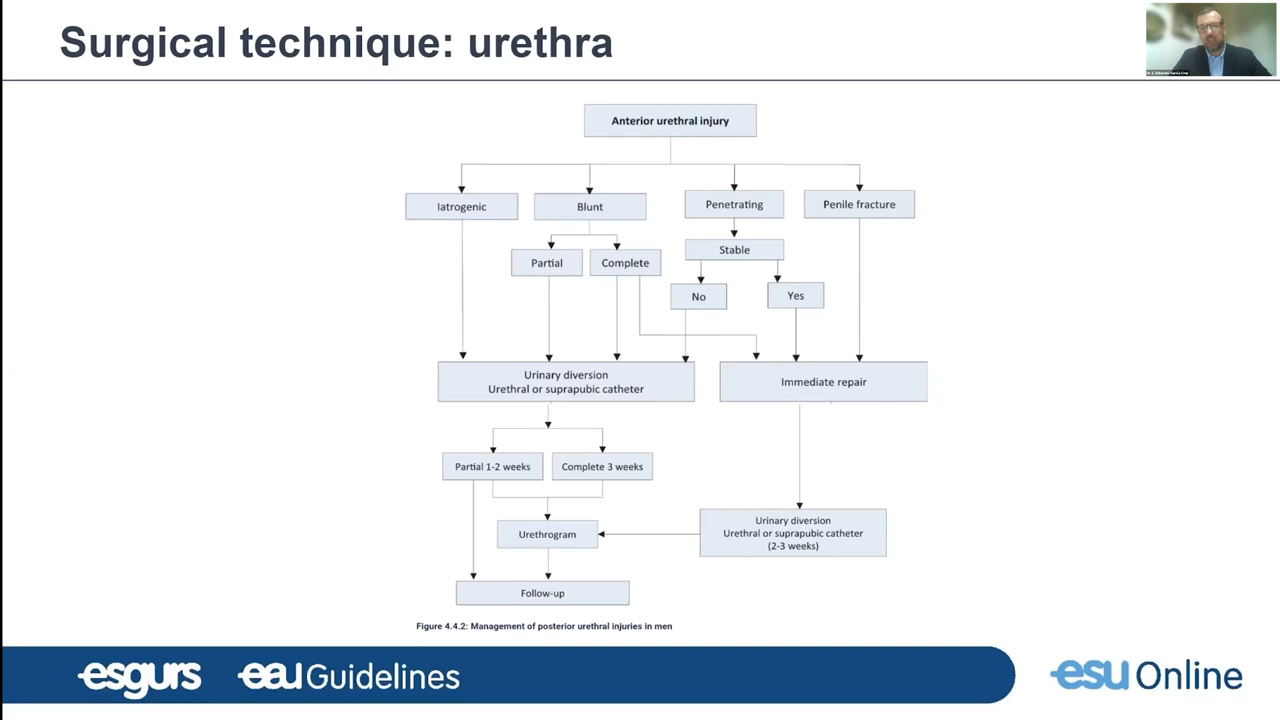 Surgical technique: urethra
Anterior urethral injury
Iatrogenic
Blunt
Penetrating
Penile fracture
Partial
Complete
Stable
No
Yes
Urinary diversion
Urethral or suprapubic catheter
Immediate repair
Partial 1-2 weeks
Complete 3 weeks
Urethrogram
Urinary diversion
Urethral or suprapubic catheter
(2-3 weeks)
Follow-up
Figure 4.4.2: Management of posterior urethral injuries in men
esgurs
eau Guidelines
esu Online